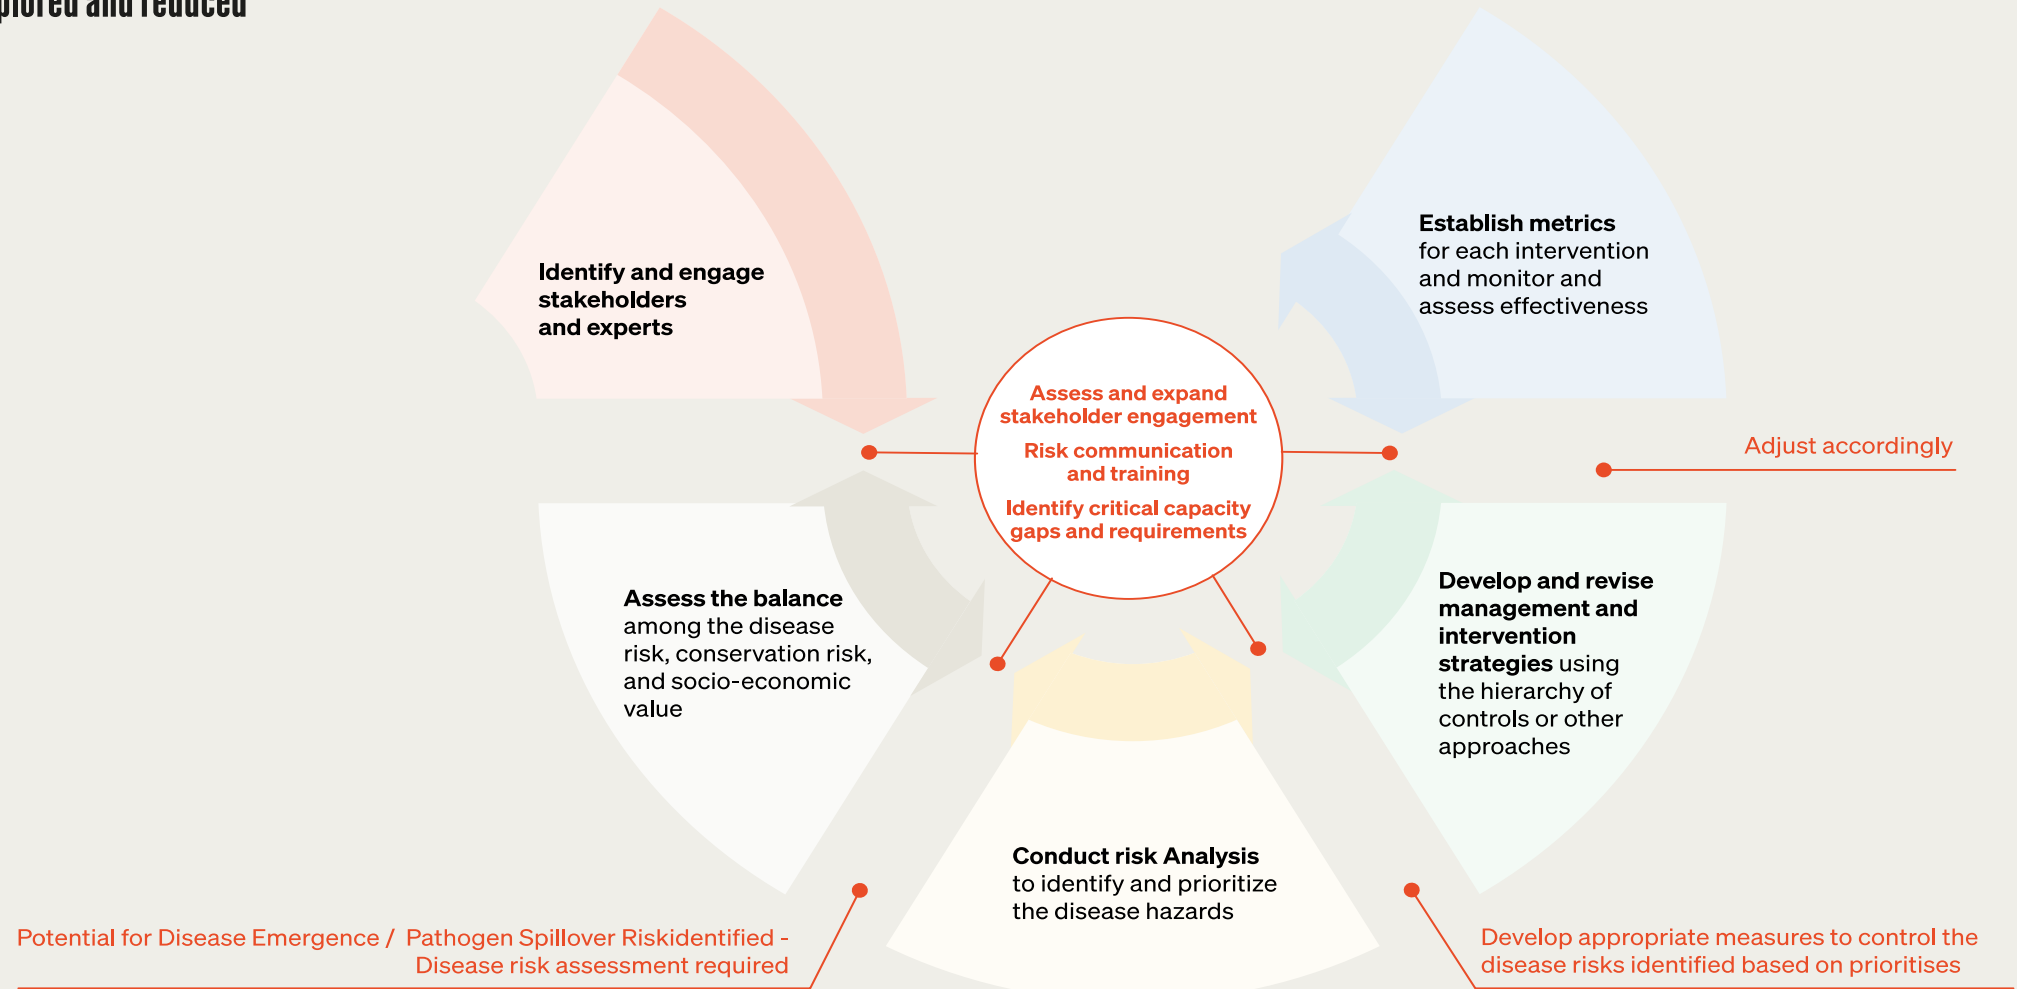 and reduced
Identify and engage
stakeholders
and experts
Establish metrics
for each intervention
and monitor and
assess effectiveness
Assess and expand
stakeholder engagement
Risk communication
and training
Identify critical capacity
gaps and requirements
Adjust accordingly
Assess the balance
among the disease
risk, conservation risk,
and socio-economic
value
Develop and revise
management and
intervention
strategies using
the hierarchy of
controls or other
approaches
Conduct risk Analysis
to identify and prioritize
the disease hazards
Potential for Disease Emergence / Pathogen Spillover Riskidentified -
Disease risk assessment required
Develop appropriate measures to control the
disease risks identified based on prioritises